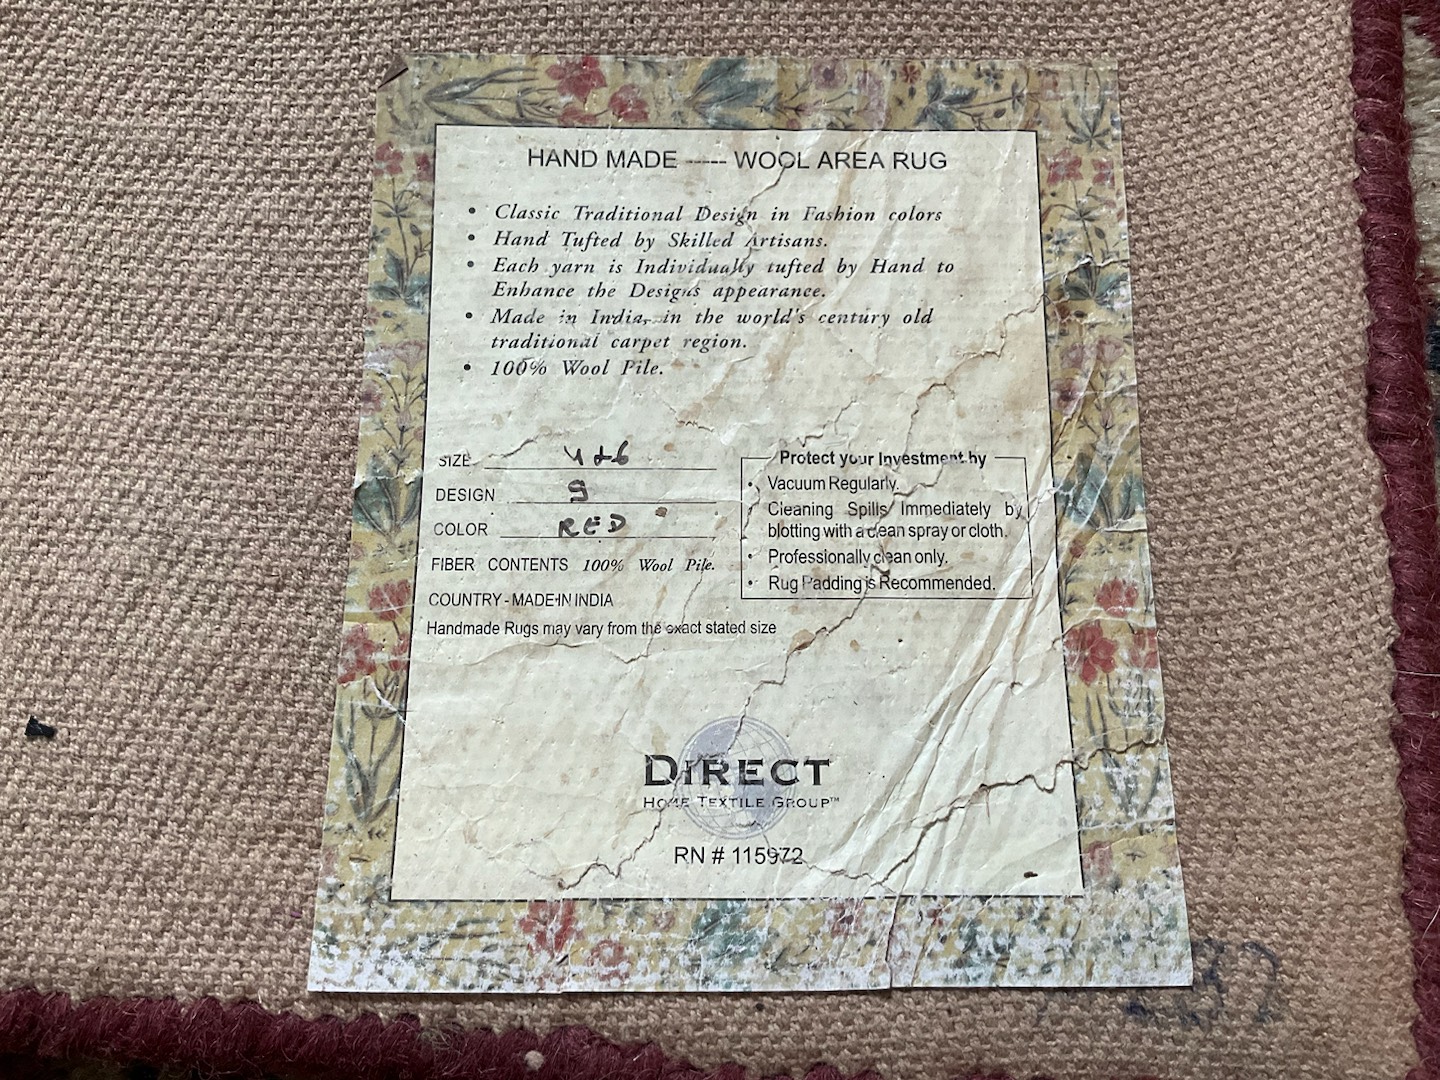 HAND MADE ----- WOOL AREA RUG
• Classic Traditional Design in Fashion colors
• Hand Tufted by Skilled Artisans.
• Each yarn is Individually tufted by Hand to
Enhance the Designs appearance.
• Made in India, in the world's century old
traditional carpet region.
• 100% Wool Pile.
SIZE 4x6
DESIGN 9
COLOR RED
FIBER CONTENTS 100% Wool Pile.
COUNTRY - MADE IN INDIA
Handmade Rugs may vary from the exact stated size
Protect your Investment by
• Vacuum Regularly.
• Cleaning Spills Immediately by
blotting with a clean spray or cloth.
• Professionally clean only.
• Rug Padding is Recommended.
DIRECT
HOME TEXTILE GROUP™
RN # 115972